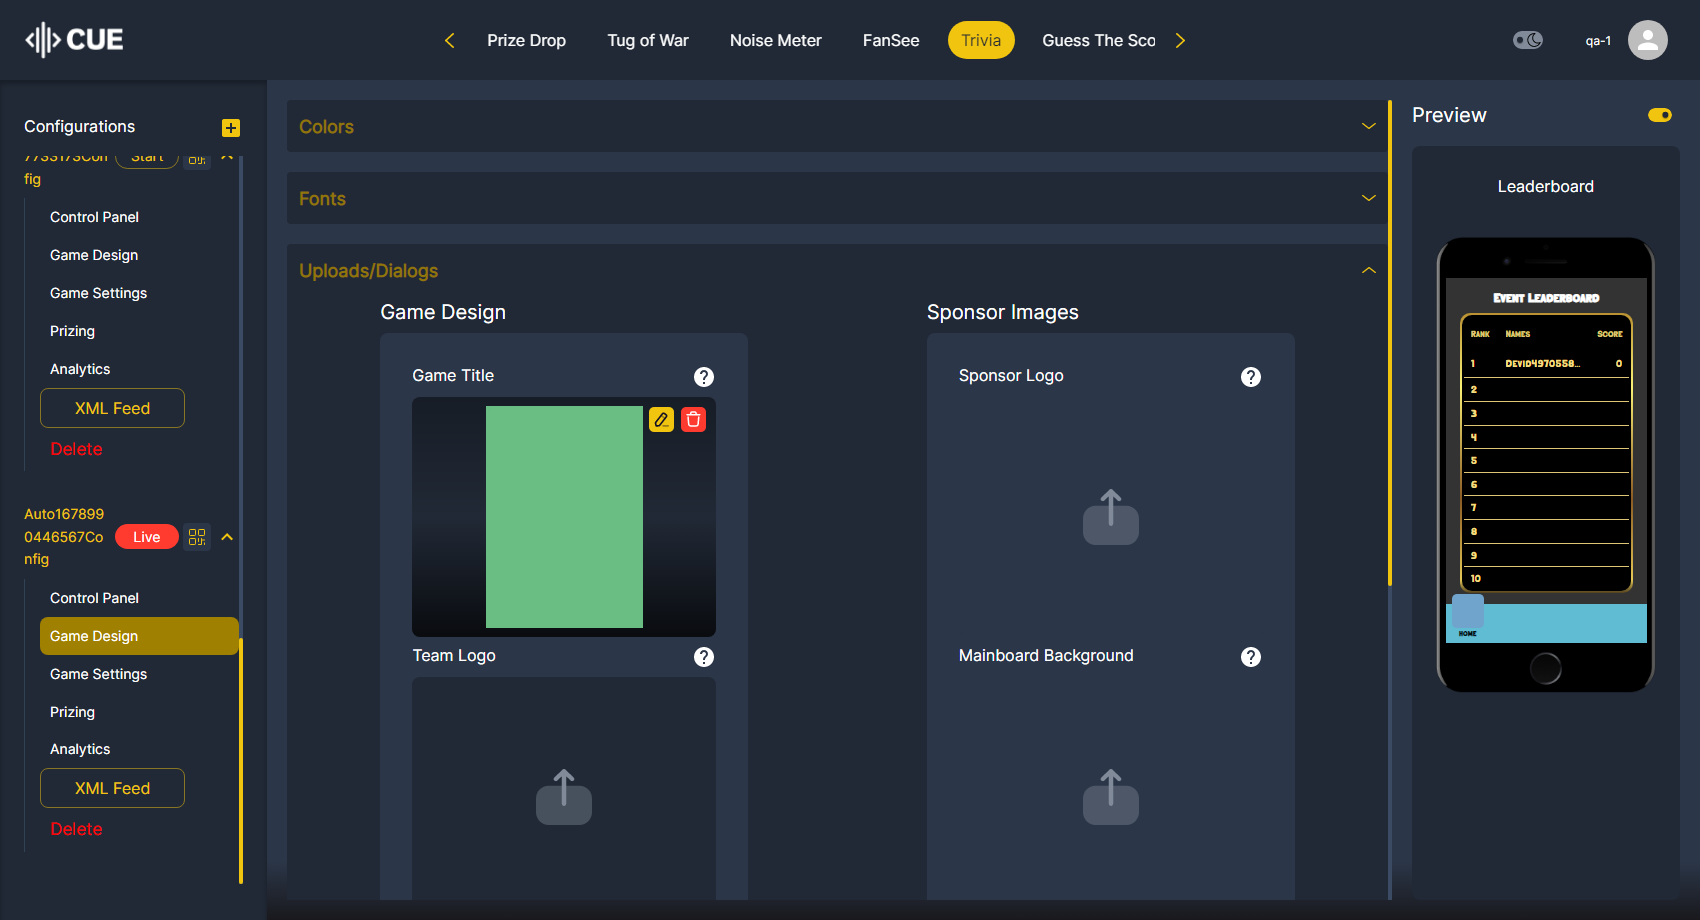 CUE
Prize Drop
Tug of War
Noise Meter
FanSee
Trivia
Guess The Sco
qa-1
Configurations
7733173Con
Start
fig
Control Panel
Game Design
Game Settings
Prizing
Analytics
XML Feed
Delete
Auto167899
0446567Co
nfig
Live
Control Panel
Game Design
Game Settings
Prizing
Analytics
XML Feed
Delete
Colors
Fonts
Uploads/Dialogs
Game Design
Game Title
Team Logo
Sponsor Images
Sponsor Logo
Mainboard Background
Preview
Leaderboard
Event Leaderboard
Rank Names Score
1 Devid4970558... 0
2
3
4
5
6
7
8
9
10
HOME